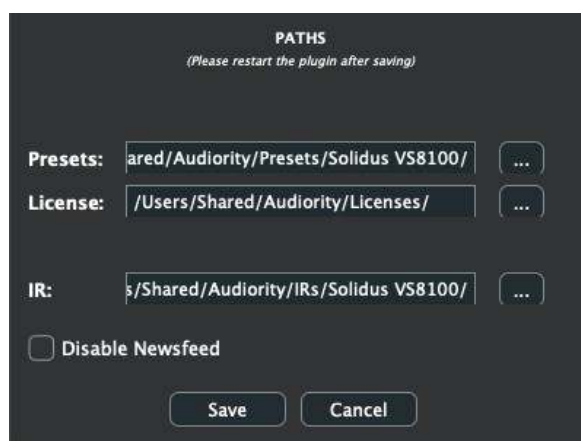 PATHS
(Please restart the plugin after saving)
Presets: ared/Audiority/Presets/Solidus VS8100/ ...
License: /Users/Shared/Audiority/Licenses/ ...
IR: s/Shared/Audiority/IRs/Solidus VS8100/ ...
Disable Newsfeed
Save Cancel